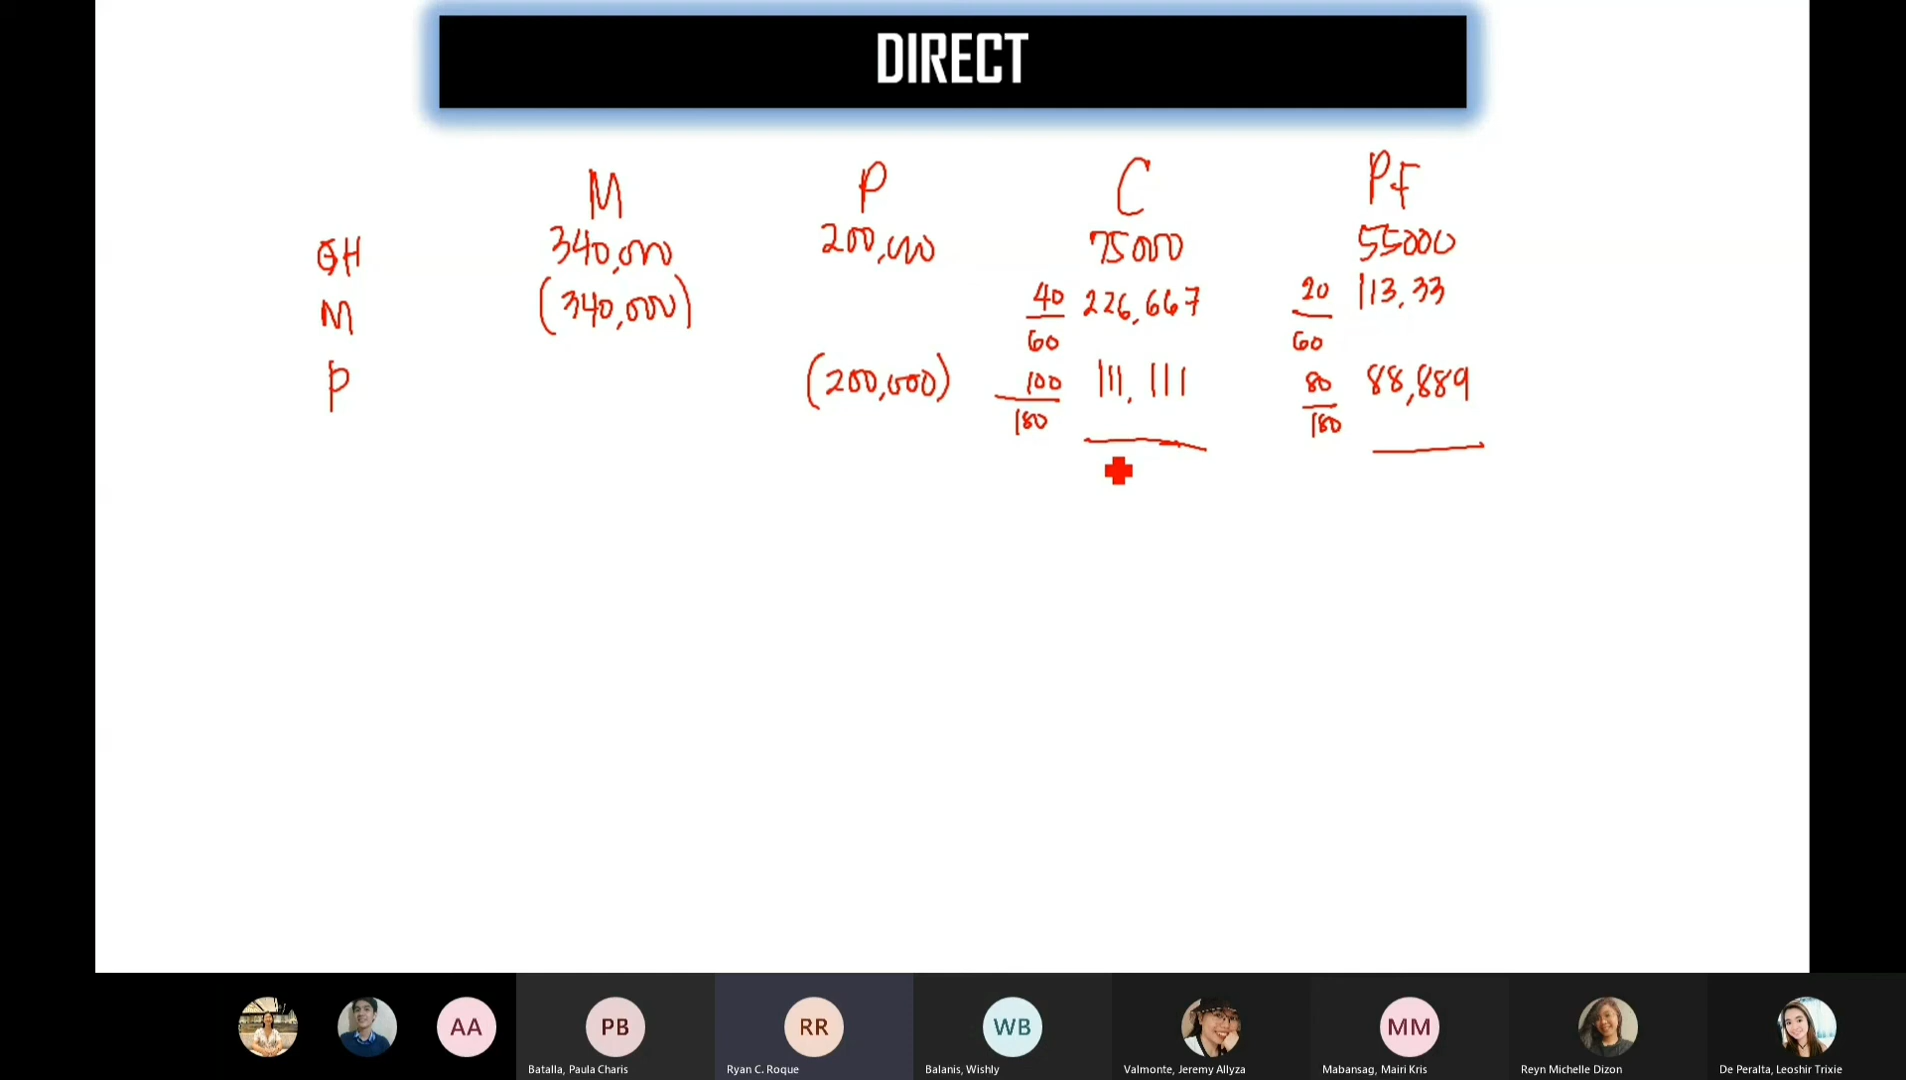 DIRECT
M P C PF
OH 340,000 200,000 75000 55000
M (340,000) 40/60 226,667 20/60 113,33
P (200,000) 100/180 111,111 80/180 88,889
AA PB RR WB MM
Batalla, Paula Charis Ryan C. Roque Balanis, Wishly Valmonte, Jeremy Allyza Mabansag, Mairi Kris Reyn Michelle Dizon De Peralta, Leoshir Trixie